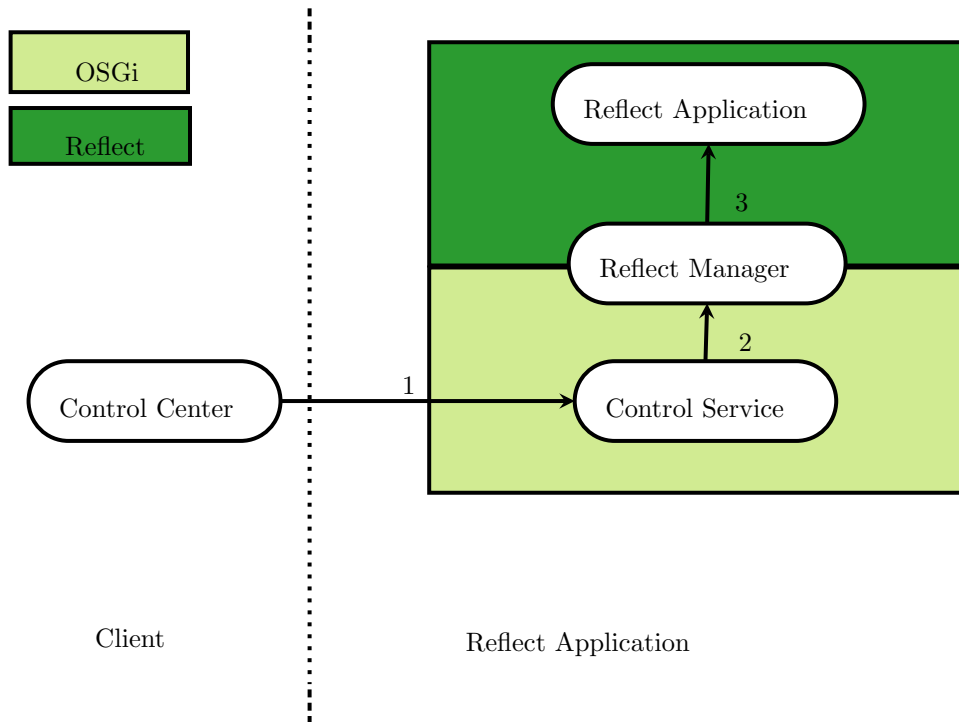 OSGi
Reflect
Reflect Application
3
Reflect Manager
2
1
Control Center
Control Service
Client
Reflect Application